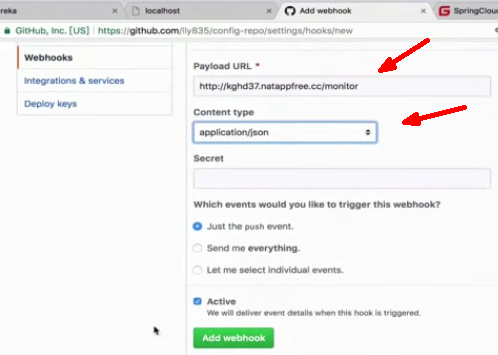 reka
localhost
Add webhook
SpringCloud
GitHub, Inc. [US] https://github.com/lly835/config-repo/settings/hooks/new
Webhooks
Integrations & services
Deploy keys
Payload URL *
http://kghd37.natappfree.cc/monitor
Content type
application/json
Secret
Which events would you like to trigger this webhook?
Just the push event.
Send me everything.
Let me select individual events.
Active
We will deliver event details when this hook is triggered.
Add webhook